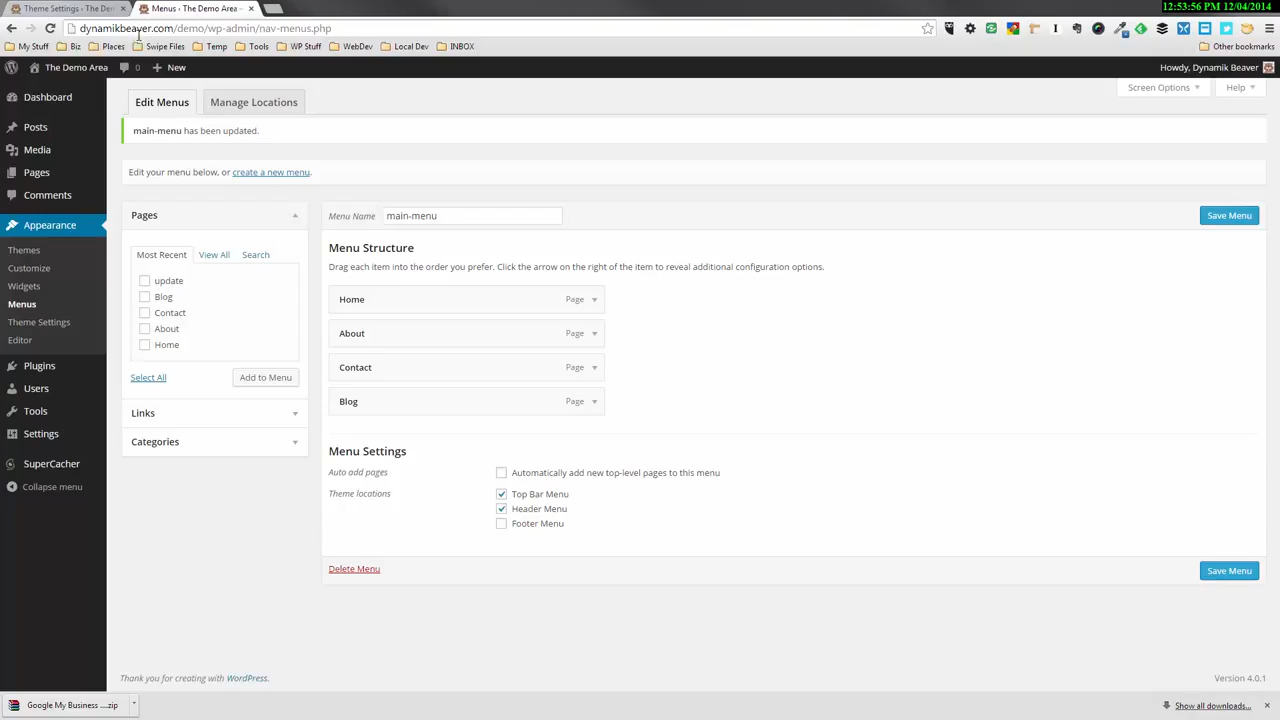 12:53:56 PM 12/04/2014
Theme Settings ‹ The De
Menus ‹ The Demo Area —
dynamikbeaver.com/demo/wp-admin/nav-menus.php
My Stuff Biz Places Swipe Files Temp Tools WP Stuff WebDev Local Dev INBOX Other bookmarks
The Demo Area 0 New Howdy, Dynamik Beaver
Screen Options Help
Dashboard
Posts
Media
Pages
Comments
Appearance
Themes
Customize
Widgets
Menus
Theme Settings
Editor
Plugins
Users
Tools
Settings
SuperCacher
Collapse menu
Edit Menus Manage Locations
main-menu has been updated.
Edit your menu below, or create a new menu.
Pages
Most Recent View All Search
update
Blog
Contact
About
Home
Select All Add to Menu
Links
Categories
Menu Name main-menu Save Menu
Menu Structure
Drag each item into the order you prefer. Click the arrow on the right of the item to reveal additional configuration options.
Home Page
About Page
Contact Page
Blog Page
Menu Settings
Auto add pages Automatically add new top-level pages to this menu
Theme locations Top Bar Menu
Header Menu
Footer Menu
Delete Menu Save Menu
Thank you for creating with WordPress. Version 4.0.1
Google My Business ....zip Show all downloads...